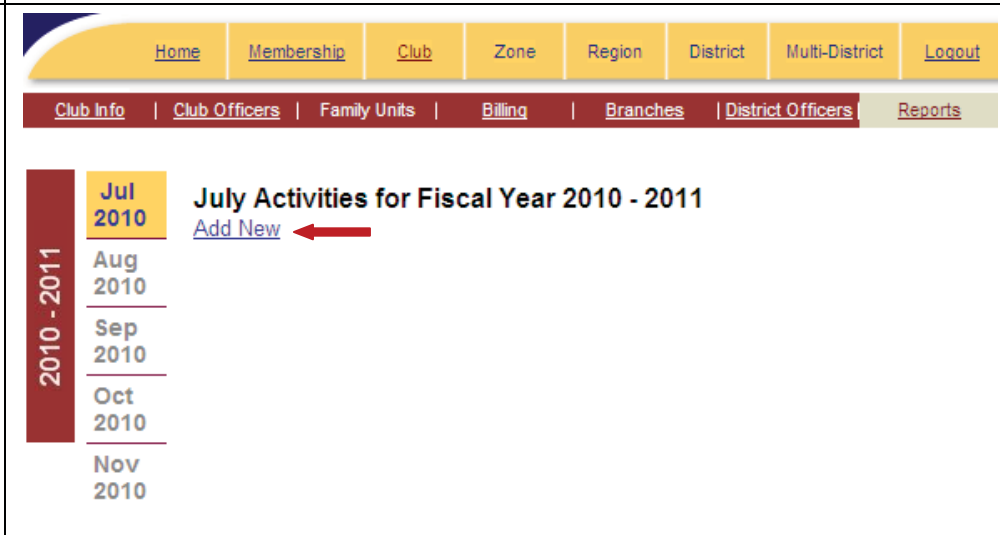 Home Membership Club Zone Region District Multi-District Logout
Club Info | Club Officers | Family Units | Billing | Branches | District Officers | Reports
2010 - 2011
Jul
2010
Aug
2010
Sep
2010
Oct
2010
Nov
2010
July Activities for Fiscal Year 2010 - 2011
Add New